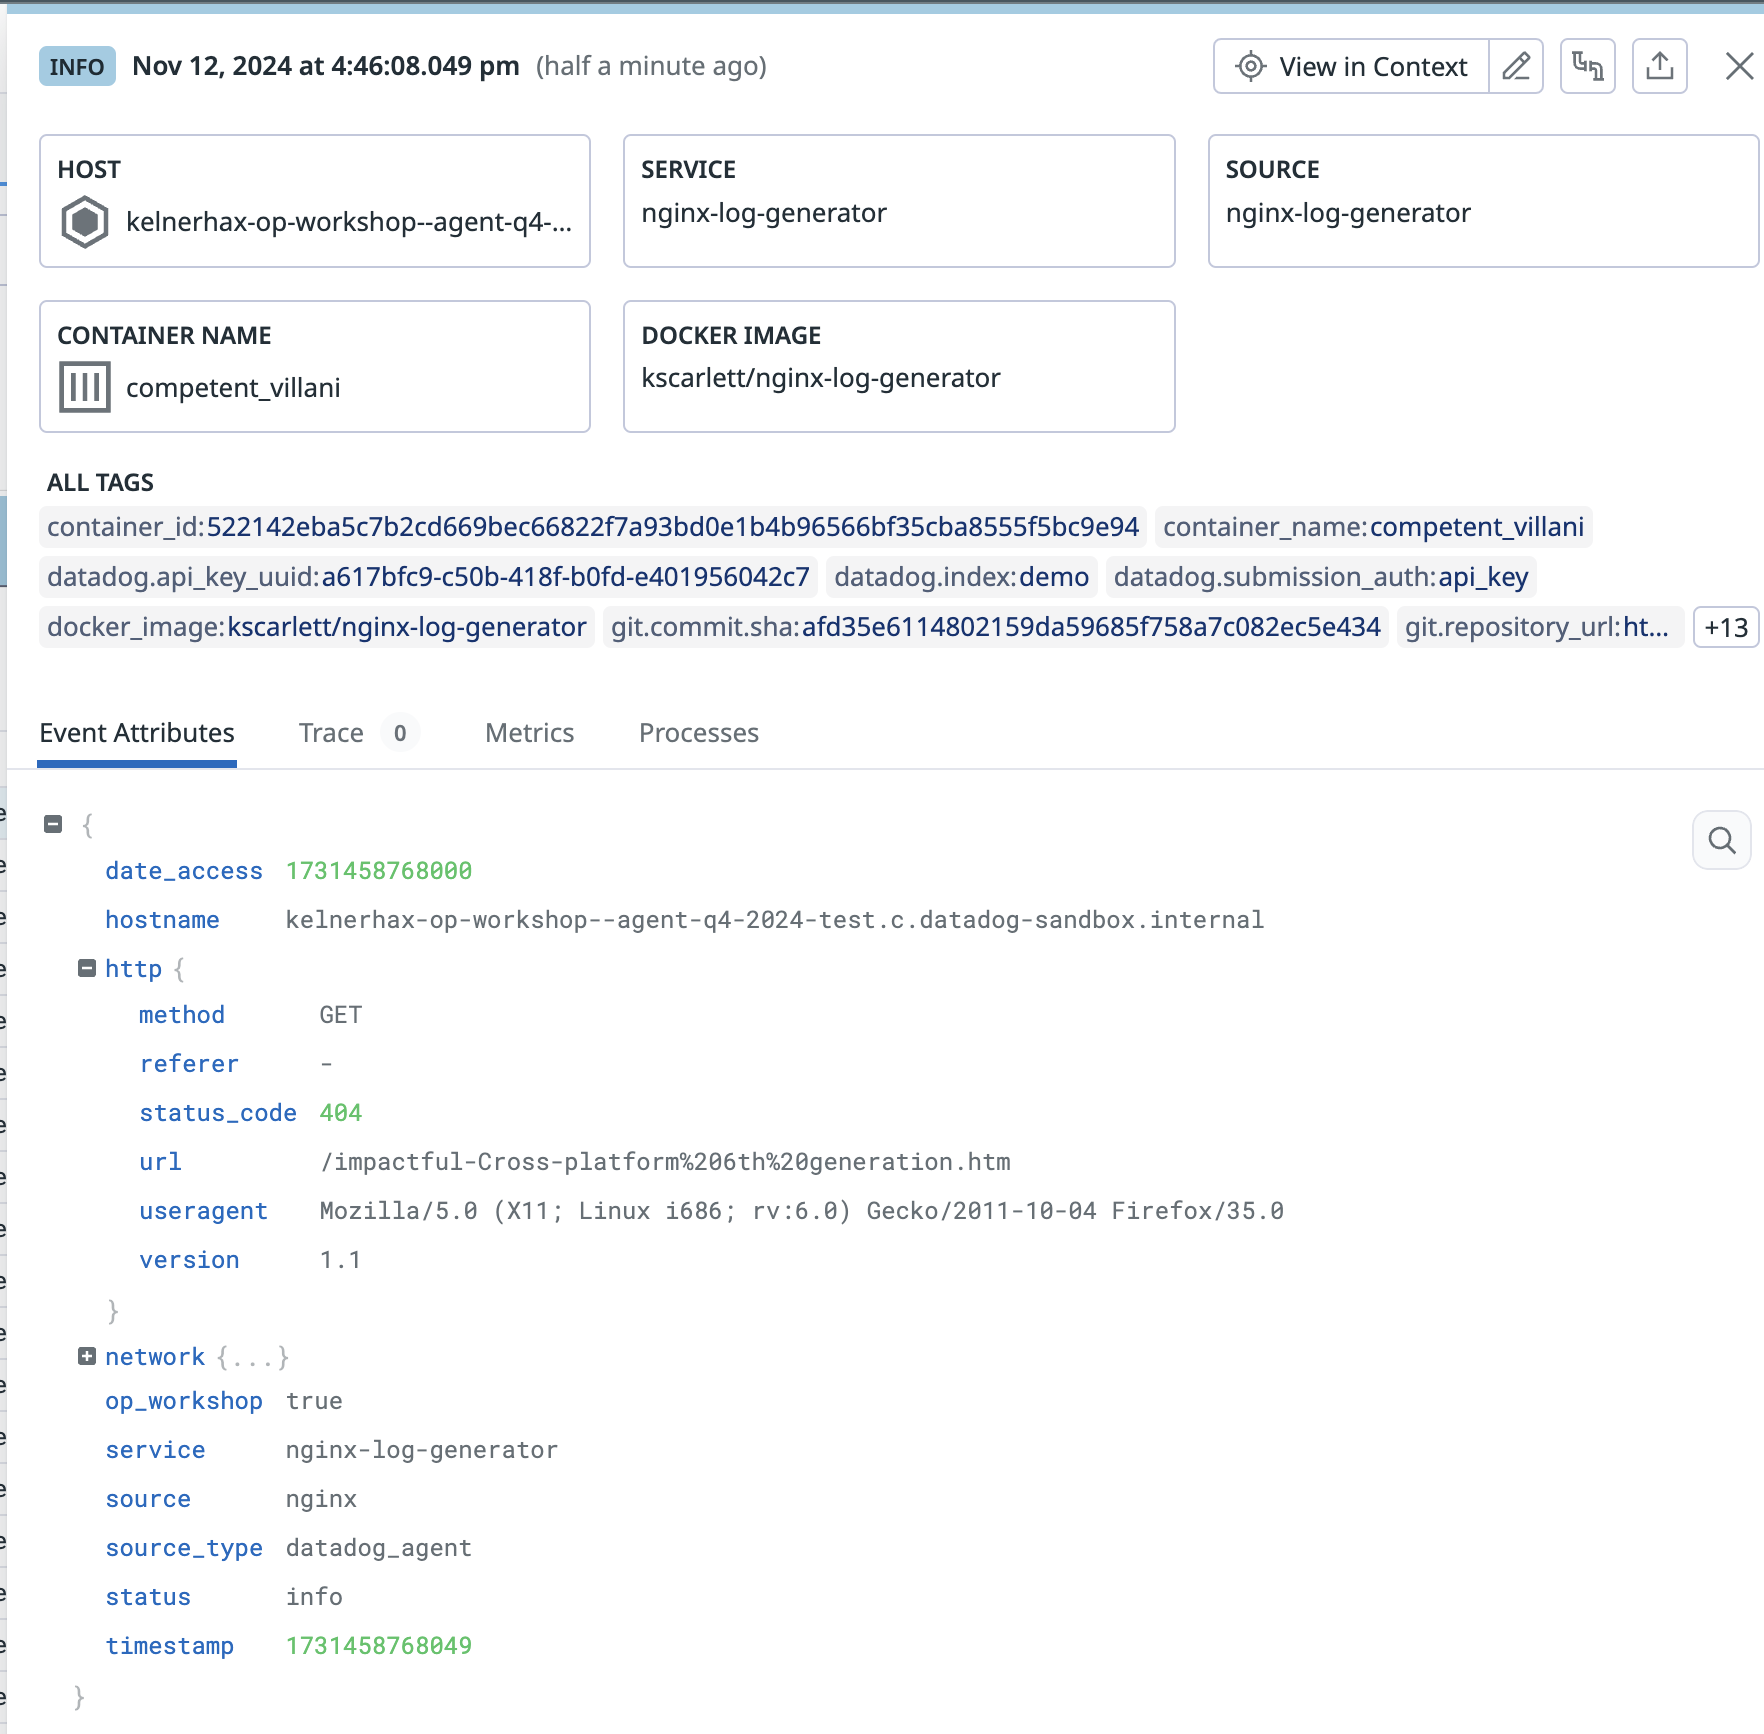 INFO Nov 12, 2024 at 4:46:08.049 pm (half a minute ago) View in Context
HOST SERVICE SOURCE
kelnerhax-op-workshop--agent-q4-... nginx-log-generator nginx-log-generator
CONTAINER NAME DOCKER IMAGE
competent_villani kscarlett/nginx-log-generator
ALL TAGS
container_id:522142eba5c7b2cd669bec66822f7a93bd0e1b4b96566bf35cba8555f5bc9e94 container_name:competent_villani
datadog.api_key_uuid:a617bfc9-c50b-418f-b0fd-e401956042c7 datadog.index:demo datadog.submission_auth:api_key
docker_image:kscarlett/nginx-log-generator git.commit.sha:afd35e6114802159da59685f758a7c082ec5e434 git.repository_url:ht... +13
Event Attributes Trace 0 Metrics Processes
{
date_access 1731458768000
hostname kelnerhax-op-workshop--agent-q4-2024-test.c.datadog-sandbox.internal
http {
method GET
referer -
status_code 404
url /impactful-Cross-platform%206th%20generation.htm
useragent Mozilla/5.0 (X11; Linux i686; rv:6.0) Gecko/2011-10-04 Firefox/35.0
version 1.1
}
network {...}
op_workshop true
service nginx-log-generator
source nginx
source_type datadog_agent
status info
timestamp 1731458768049
}